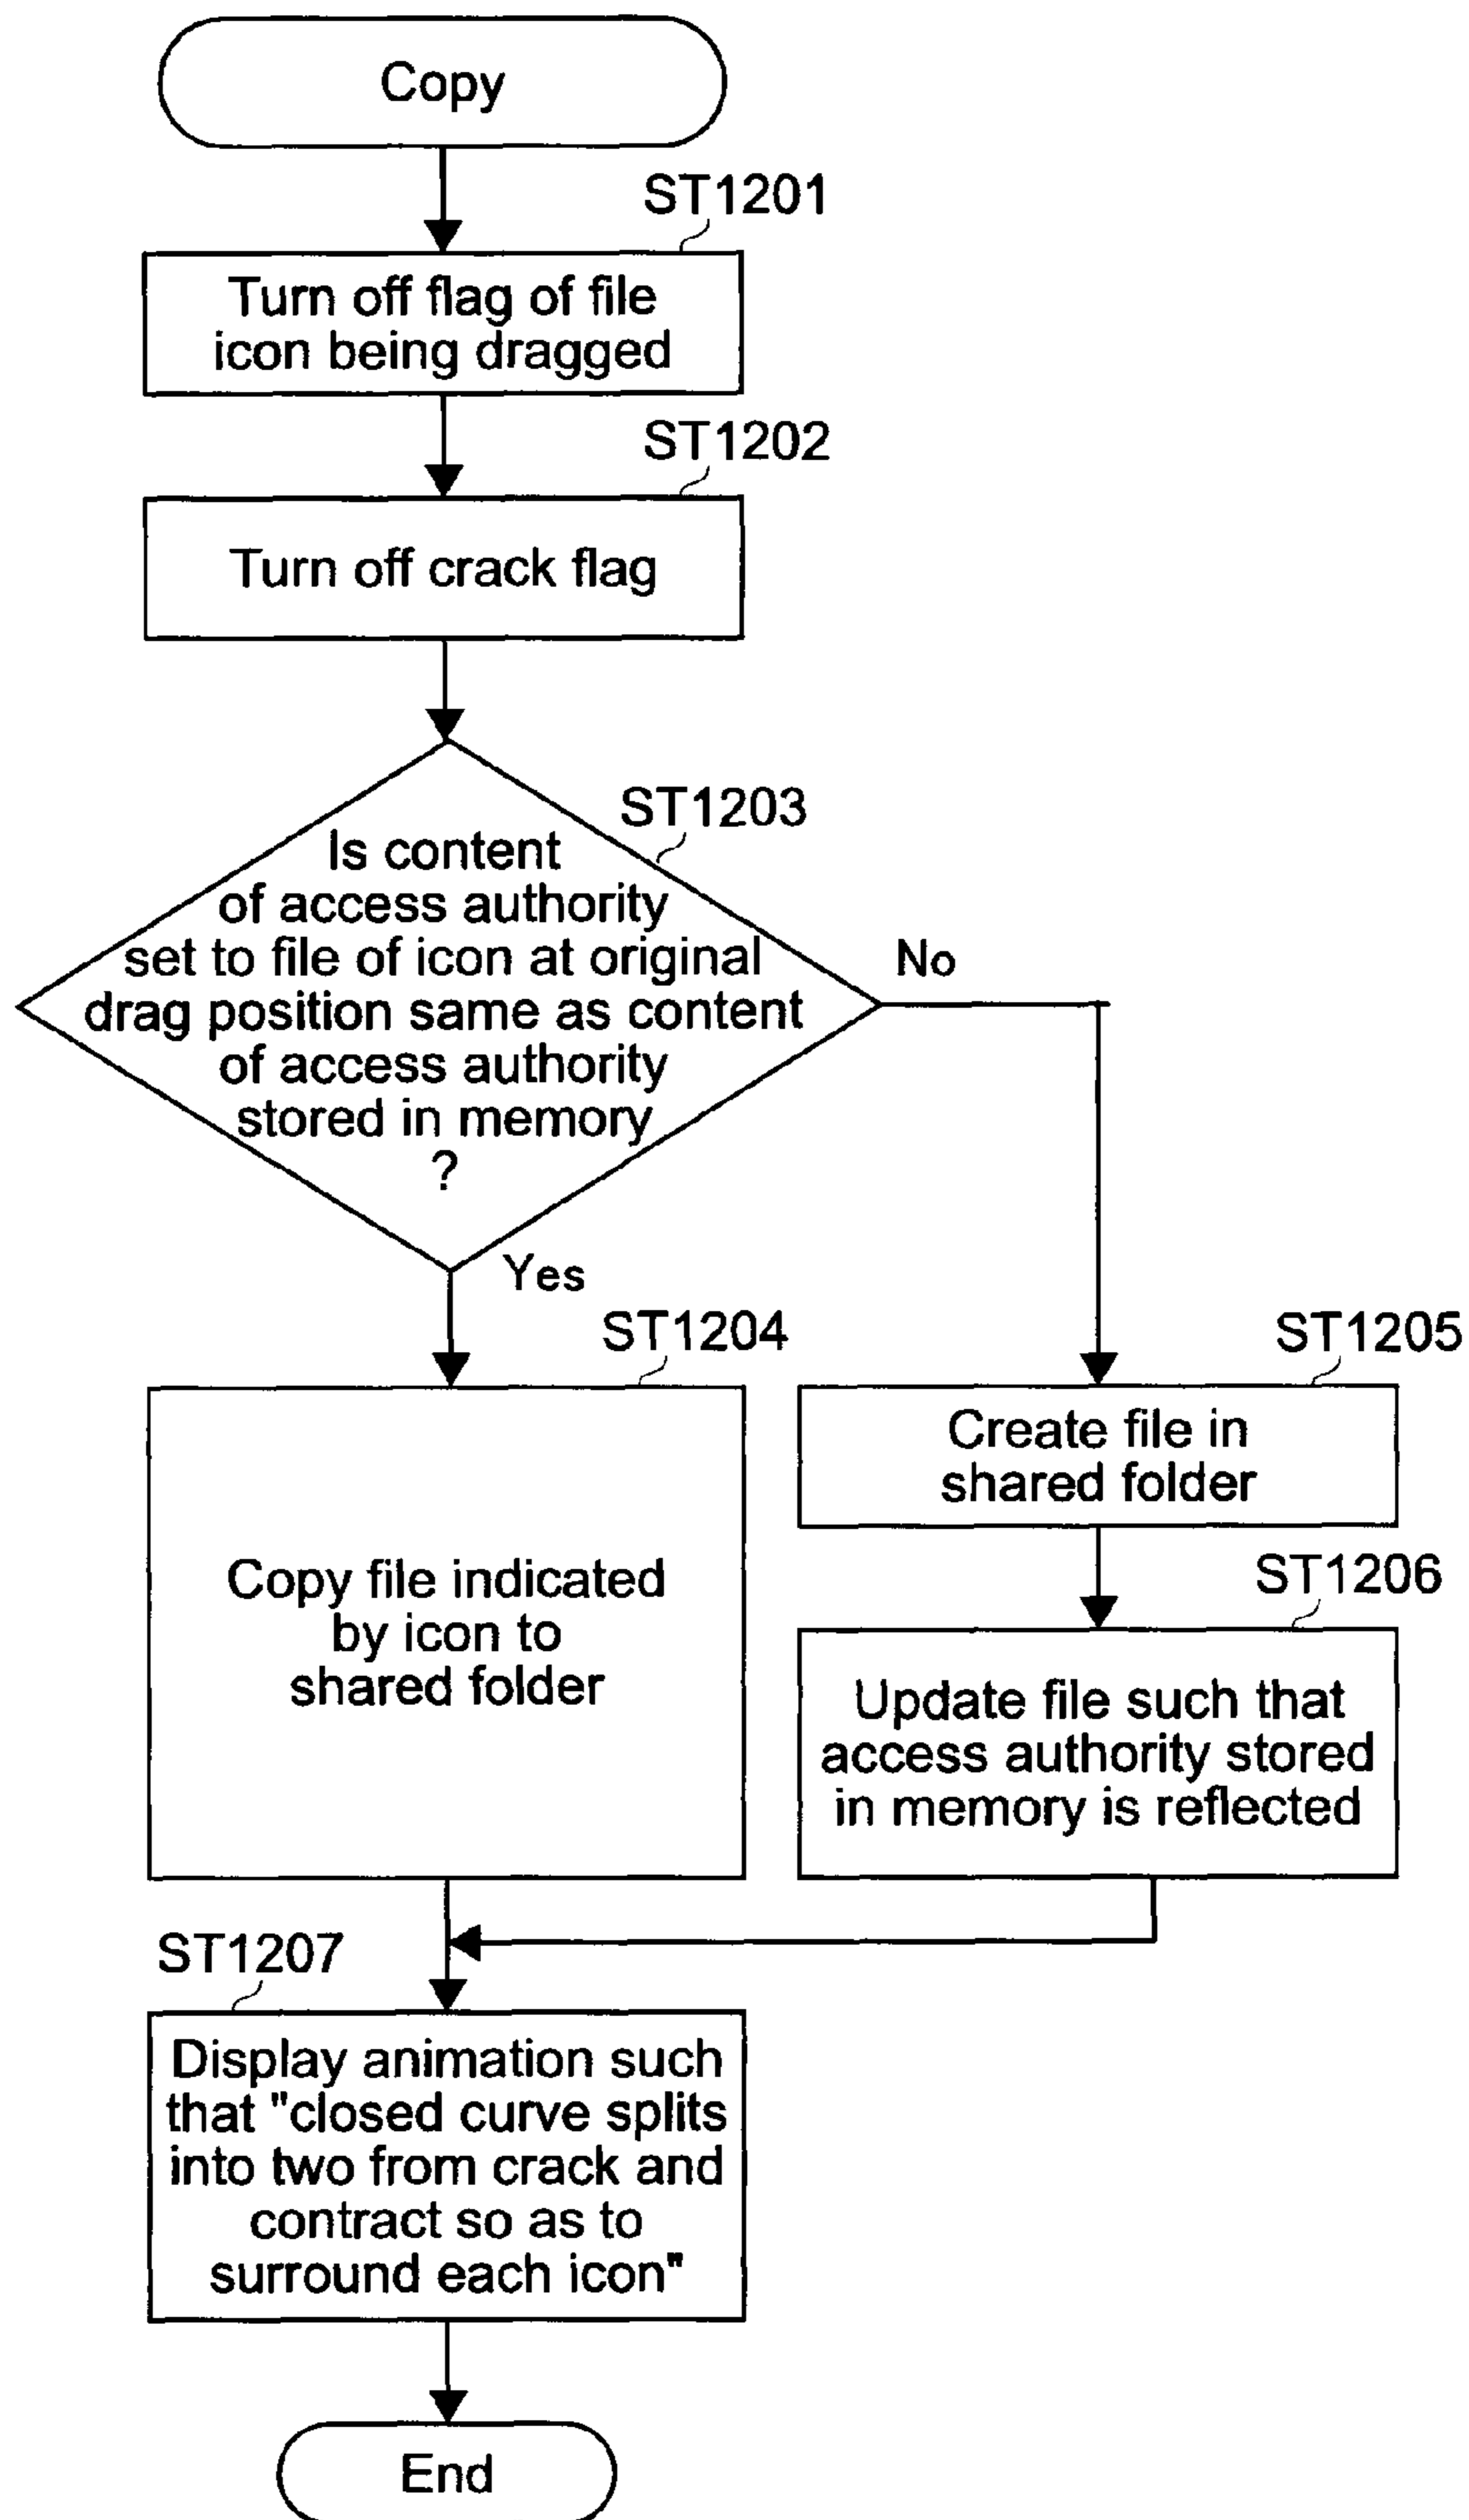 Copy
ST1201
Turn off flag of file
icon being dragged
ST1202
Turn off crack flag
ST1203
Is content
of access authority
set to file of icon at original
drag position same as content
of access authority
stored in memory
?
No
Yes
ST1204
Copy file indicated
by icon to
shared folder
ST1205
Create file in
shared folder
ST1206
Update file such that
access authority stored
in memory is reflected
ST1207
Display animation such
that "closed curve splits
into two from crack and
contract so as to
surround each icon"
End